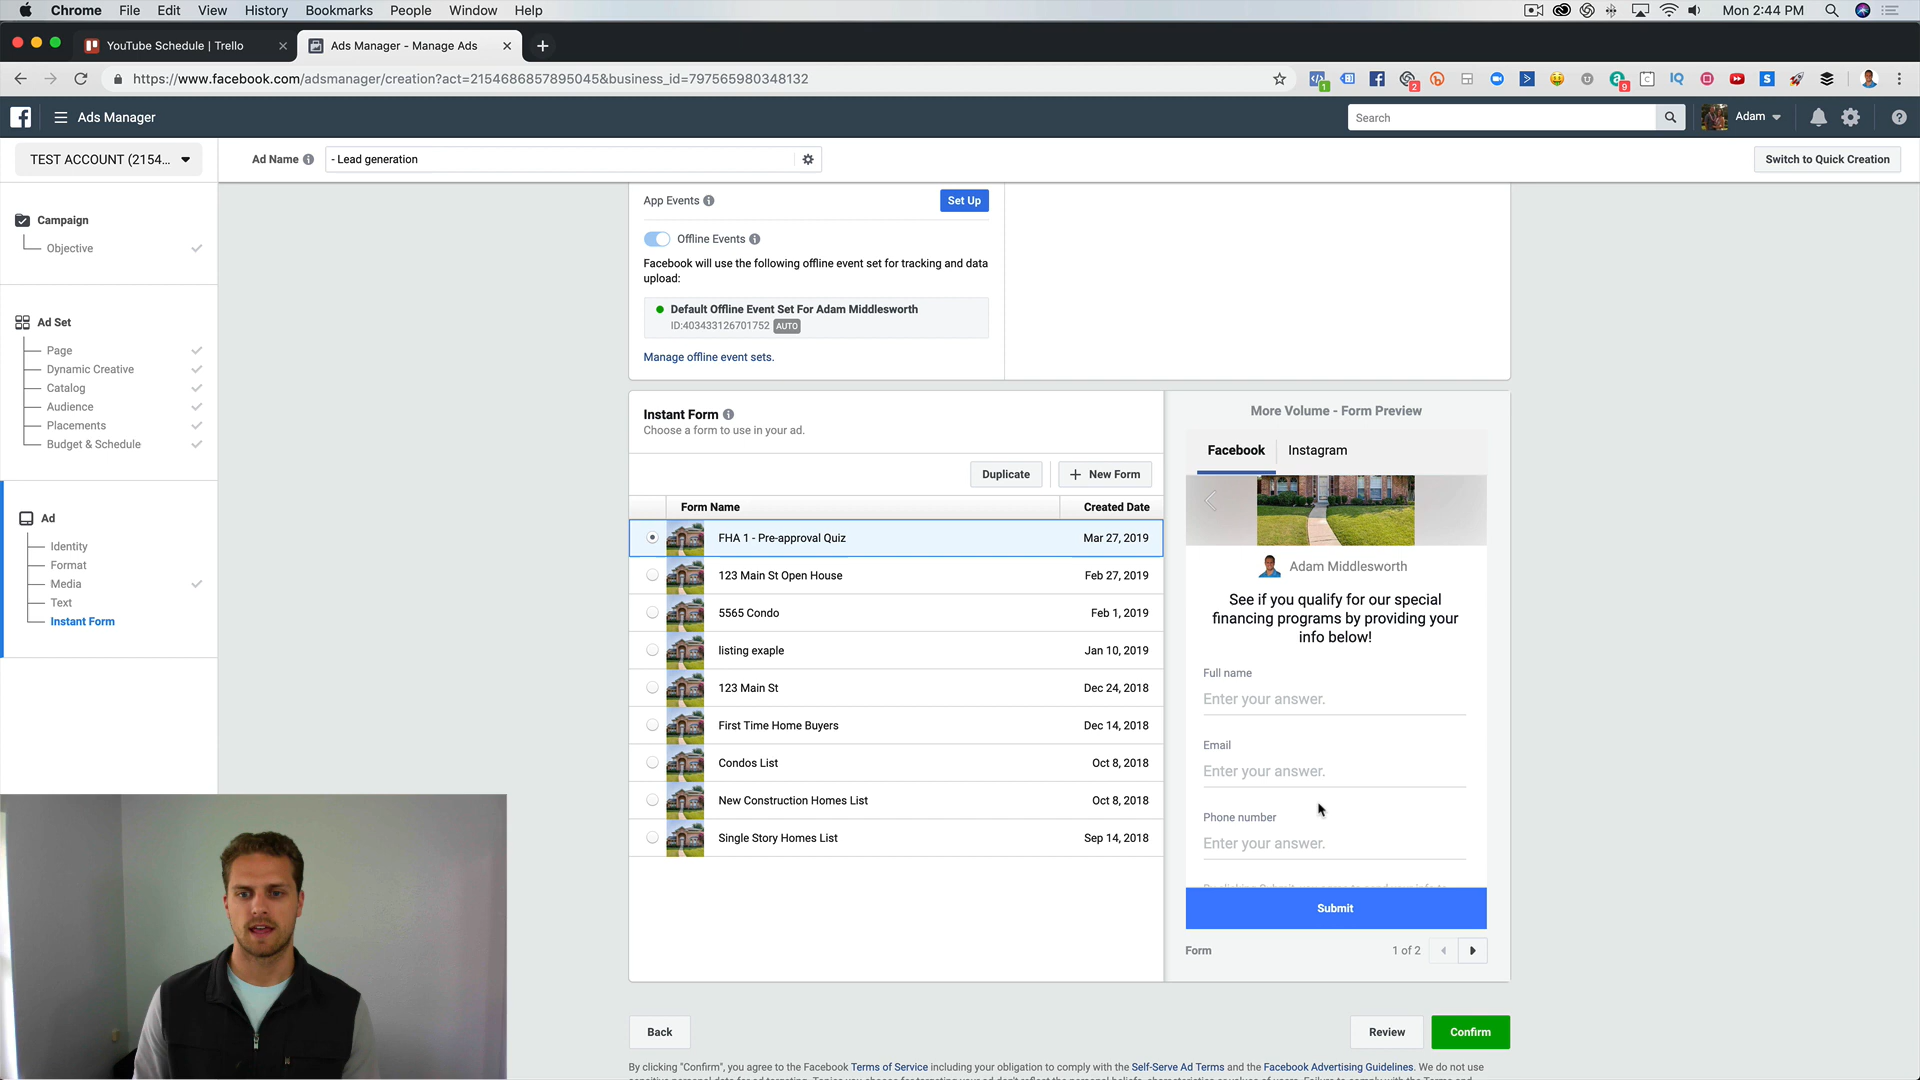 Chrome File Edit View History Bookmarks People Window Help Mon 2:44 PM
YouTube Schedule | Trello
Ads Manager - Manage Ads
https://www.facebook.com/adsmanager/creation?act=2154686857895045&business_id=797565980348132
Ads Manager
Search
Adam
TEST ACCOUNT (2154...
Ad Name
- Lead generation
Switch to Quick Creation
Campaign
Objective
Ad Set
Page
Dynamic Creative
Catalog
Audience
Placements
Budget & Schedule
Ad
Identity
Format
Media
Text
Instant Form
App Events
Set Up
Offline Events
Facebook will use the following offline event set for tracking and data
upload:
Default Offline Event Set For Adam Middlesworth
ID:403433126701752 AUTO
Manage offline event sets.
Instant Form
Choose a form to use in your ad.
Duplicate
+ New Form
Form Name Created Date
FHA 1 - Pre-approval Quiz Mar 27, 2019
123 Main St Open House Feb 27, 2019
5565 Condo Feb 1, 2019
listing exaple Jan 10, 2019
123 Main St Dec 24, 2018
First Time Home Buyers Dec 14, 2018
Condos List Oct 8, 2018
New Construction Homes List Oct 8, 2018
Single Story Homes List Sep 14, 2018
More Volume - Form Preview
Facebook Instagram
Adam Middlesworth
See if you qualify for our special
financing programs by providing your
info below!
Full name
Enter your answer.
Email
Enter your answer.
Phone number
Enter your answer.
Submit
Form 1 of 2
Back
Review
Confirm
By clicking "Confirm", you agree to the Facebook Terms of Service including your obligation to comply with the Self-Serve Ad Terms and the Facebook Advertising Guidelines. We do not use